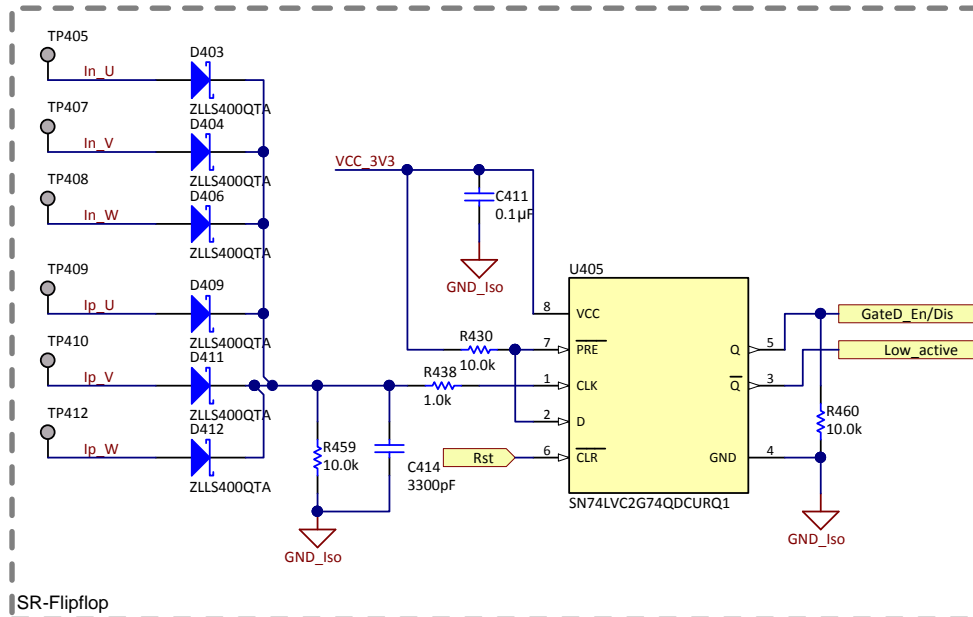 TP405
In_U
D403
ZLLS400QTA
TP407
In_V
D404
ZLLS400QTA
TP408
In_W
D406
ZLLS400QTA
TP409
Ip_U
D409
ZLLS400QTA
TP410
Ip_V
D411
ZLLS400QTA
TP412
Ip_W
D412
ZLLS400QTA
R459
10.0k
C414
3300pF
GND_Iso
VCC_3V3
C411
0.1µF
GND_Iso
R430
10.0k
R438
1.0k
Rst
U405
8 VCC
7 PRE
1 CLK
2 D
6 CLR
Q 5
Q 3
GND 4
SN74LVC2G74QDCURQ1
GateD_En/Dis
Low_active
R460
10.0k
GND_Iso
SR-Flipflop